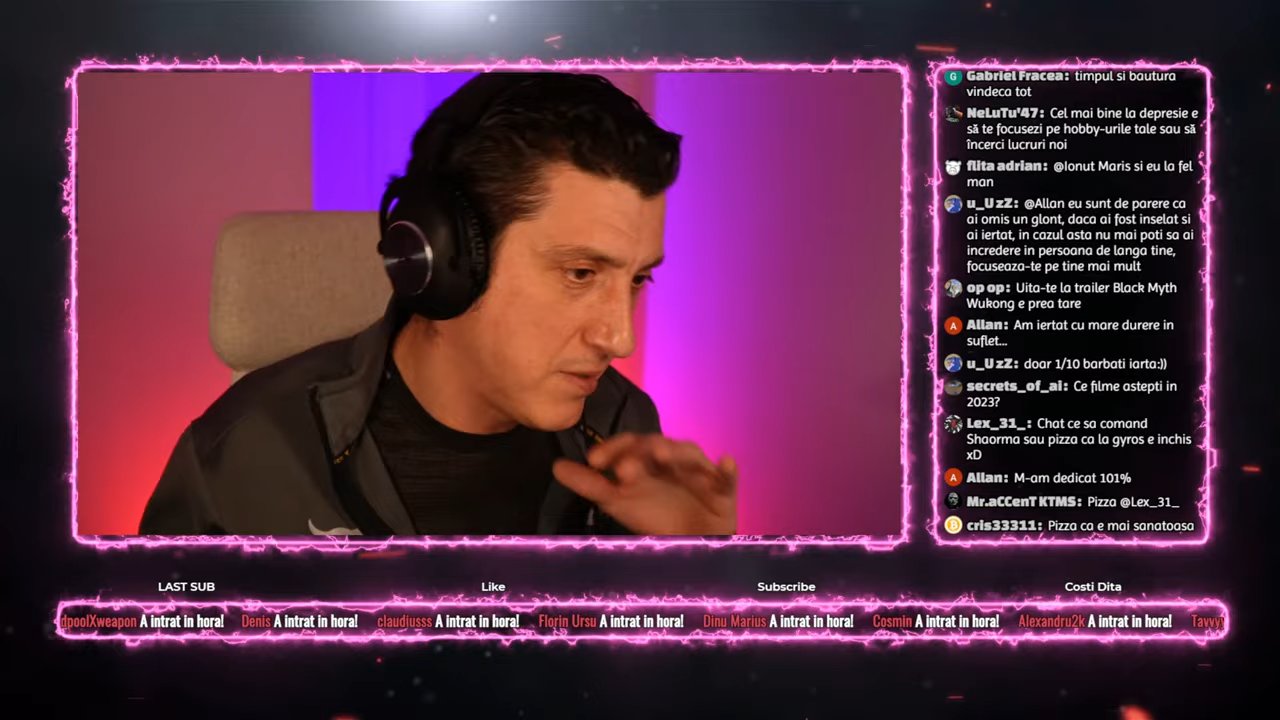 Gabriel Fracea: timpul si bautura
vindeca tot
NeLuTu'47: Cel mai bine la depresie e
să te focusezi pe hobby-urile tale sau să
încerci lucruri noi
flita adrian: @Ionut Maris si eu la fel
man
u_UzZ: @Allan eu sunt de parere ca
ai omis un glont, daca ai fost inselat si
ai iertat, in cazul asta nu mai poti sa ai
incredere in persoana de langa tine,
focuseaza-te pe tine mai mult
op op: Uita-te la trailer Black Myth
Wukong e prea tare
Allan: Am iertat cu mare durere in
suflet...
u_UzZ: doar 1/10 barbati iarta:))
secrets_of_ai: Ce filme astepti in
2023?
Lex_31_: Chat ce sa comand
Shaorma sau pizza ca la gyros e inchis
xD
Allan: M-am dedicat 101%
Mr.aCCenT KTMS: Pizza @Lex_31_
cris33311: Pizza ca e mai sanatoasa
LAST SUB Like Subscribe Costi Dita
dpoolXweapon A intrat in hora! Denis A intrat in hora! claudiusss A intrat in hora! Florin Ursu A intrat in hora! Dinu Marius A intrat in hora! Cosmin A intrat in hora! Alexandru2k A intrat in hora! Tavvy